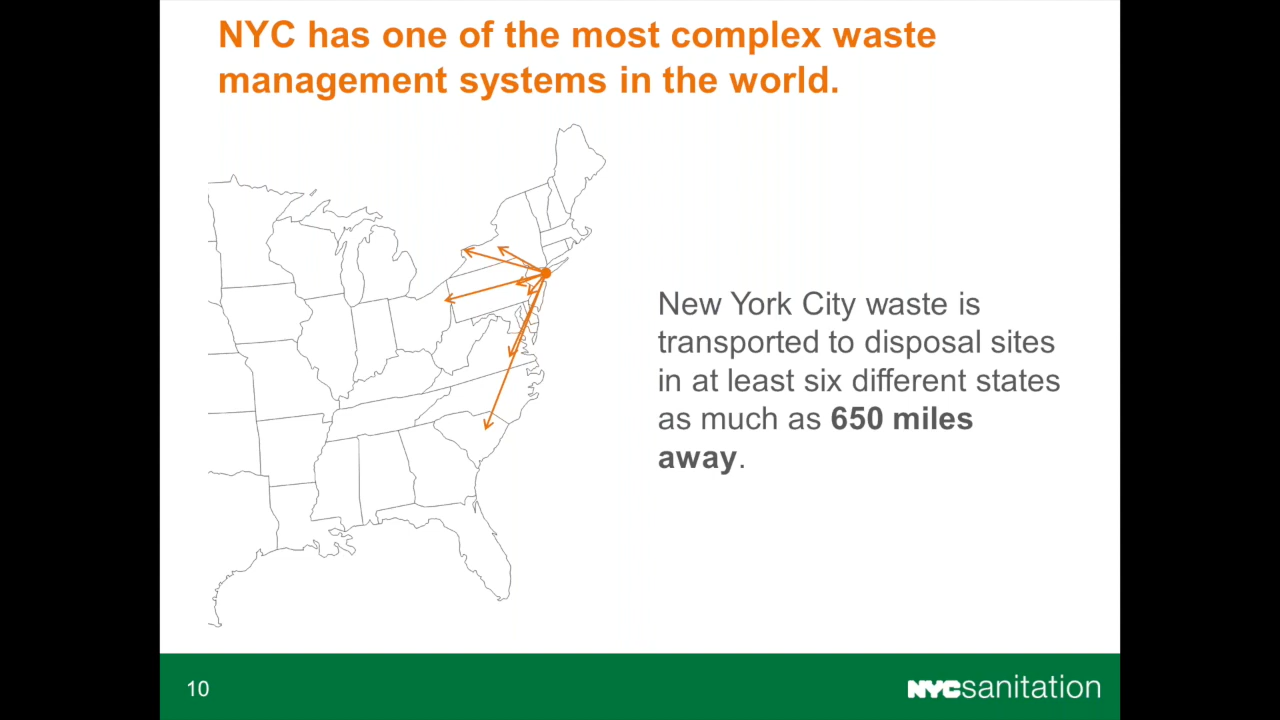 NYC has one of the most complex waste
management systems in the world.
New York City waste is
transported to disposal sites
in at least six different states
as much as 650 miles
away.
10
NYCsanitation